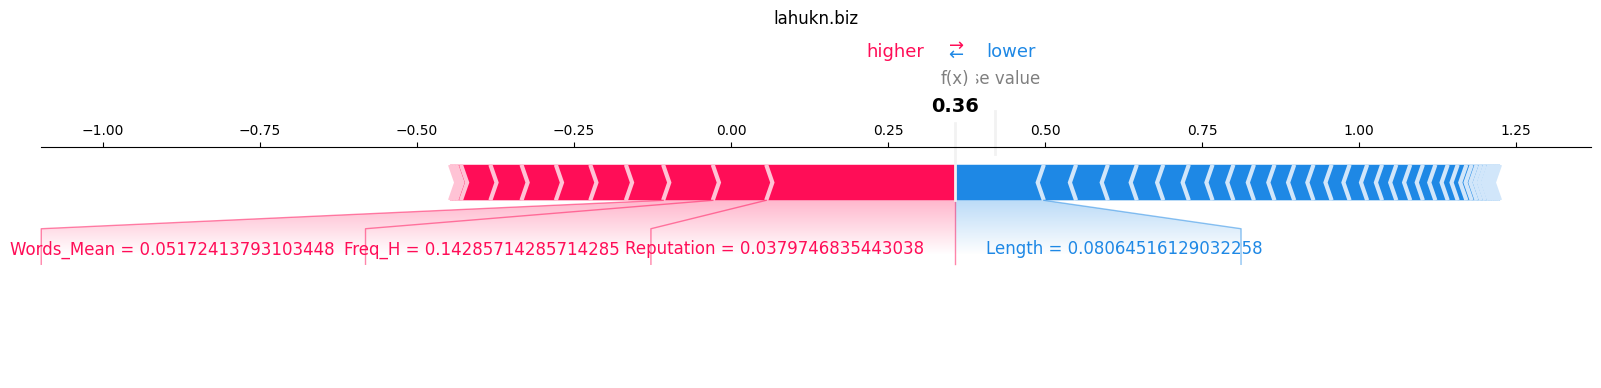 lahukn.biz
higher ⇄ lower
f(x) se value
0.36
−1.00 −0.75 −0.50 −0.25 0.00 0.25 0.50 0.75 1.00 1.25
Words_Mean = 0.05172413793103448 Freq_H = 0.14285714285714285 Reputation = 0.0379746835443038 Length = 0.08064516129032258